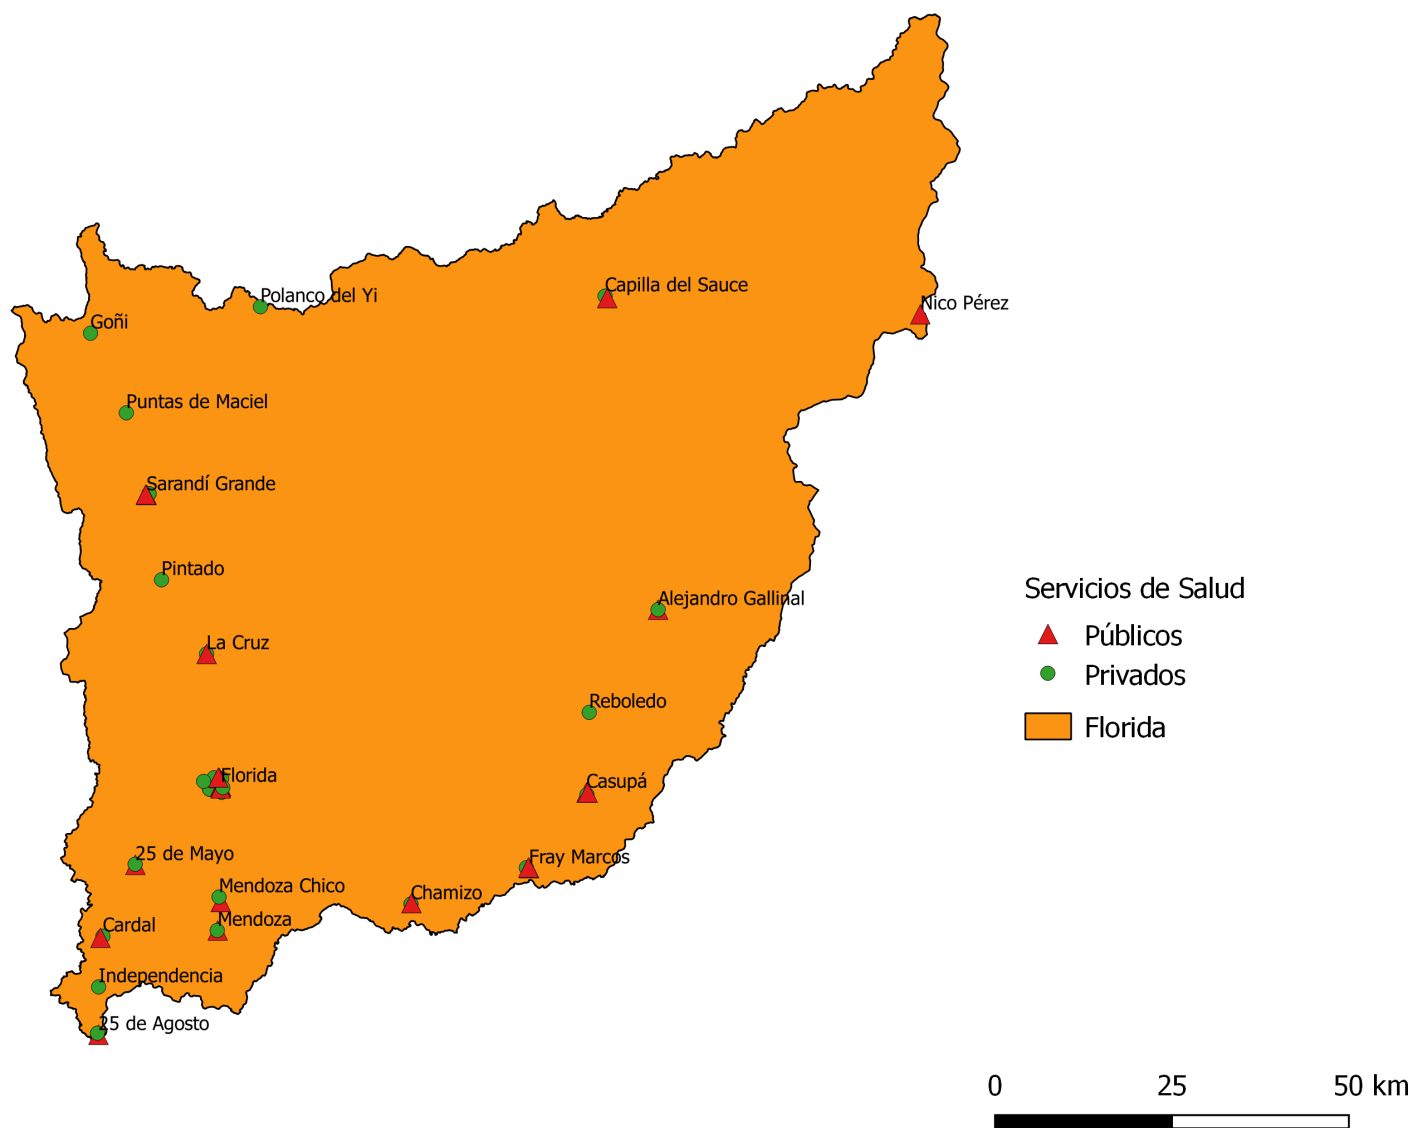 Capilla del Sauce
Polanco del Yi
Nico Pérez
Goñi
Puntas de Maciel
Sarandí Grande
Pintado
Alejandro Gallinal
La Cruz
Reboledo
Florida
Casupá
25 de Mayo
Fray Marcos
Mendoza Chico
Chamizo
Mendoza
Cardal
Independencia
25 de Agosto
Servicios de Salud
Públicos
Privados
Florida
0 25 50 km